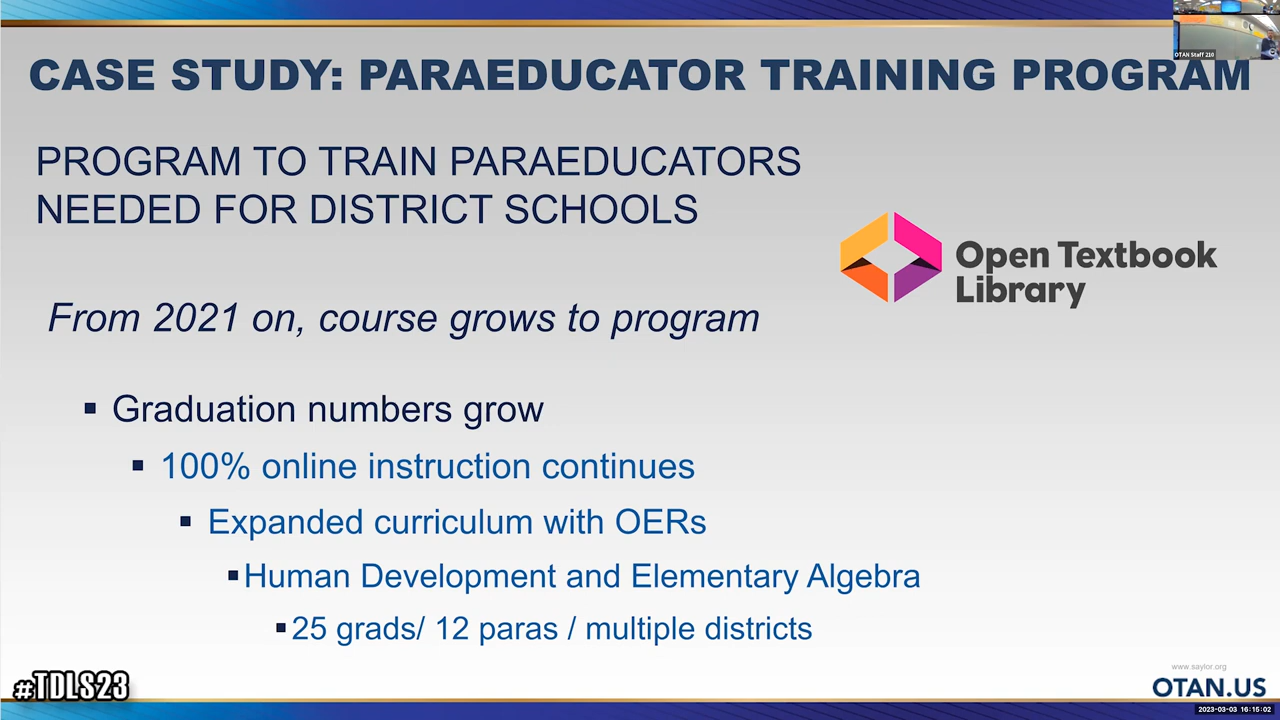 OTAN Staff 210
CASE STUDY: PARAEDUCATOR TRAINING PROGRAM
PROGRAM TO TRAIN PARAEDUCATORS
NEEDED FOR DISTRICT SCHOOLS
Open Textbook
Library
From 2021 on, course grows to program
▪ Graduation numbers grow
▪ 100% online instruction continues
▪ Expanded curriculum with OERs
▪Human Development and Elementary Algebra
▪25 grads/ 12 paras / multiple districts
www.saylor.org
#TDLS23
OTAN.US
2023-03-03 16:15:02